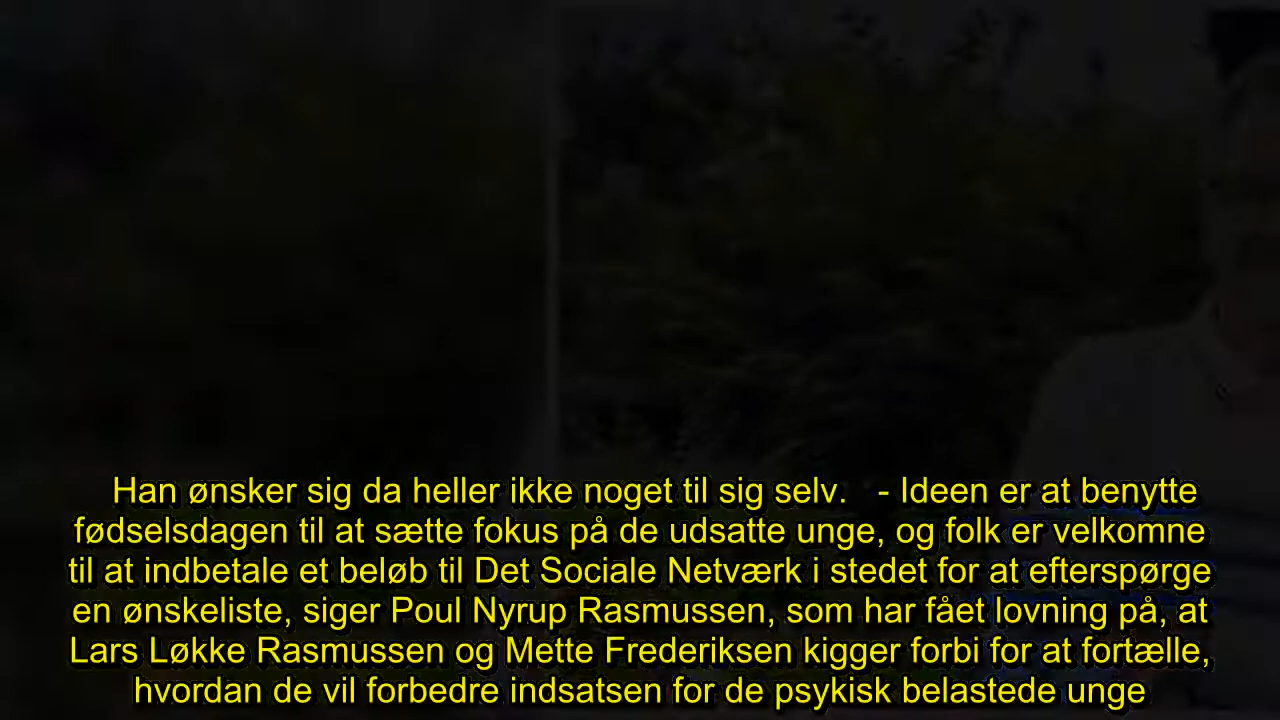 Han ønsker sig da heller ikke noget til sig selv.   - Ideen er at benytte
fødselsdagen til at sætte fokus på de udsatte unge, og folk er velkomne
til at indbetale et beløb til Det Sociale Netværk i stedet for at efterspørge
en ønskeliste, siger Poul Nyrup Rasmussen, som har fået lovning på, at
Lars Løkke Rasmussen og Mette Frederiksen kigger forbi for at fortælle,
hvordan de vil forbedre indsatsen for de psykisk belastede unge